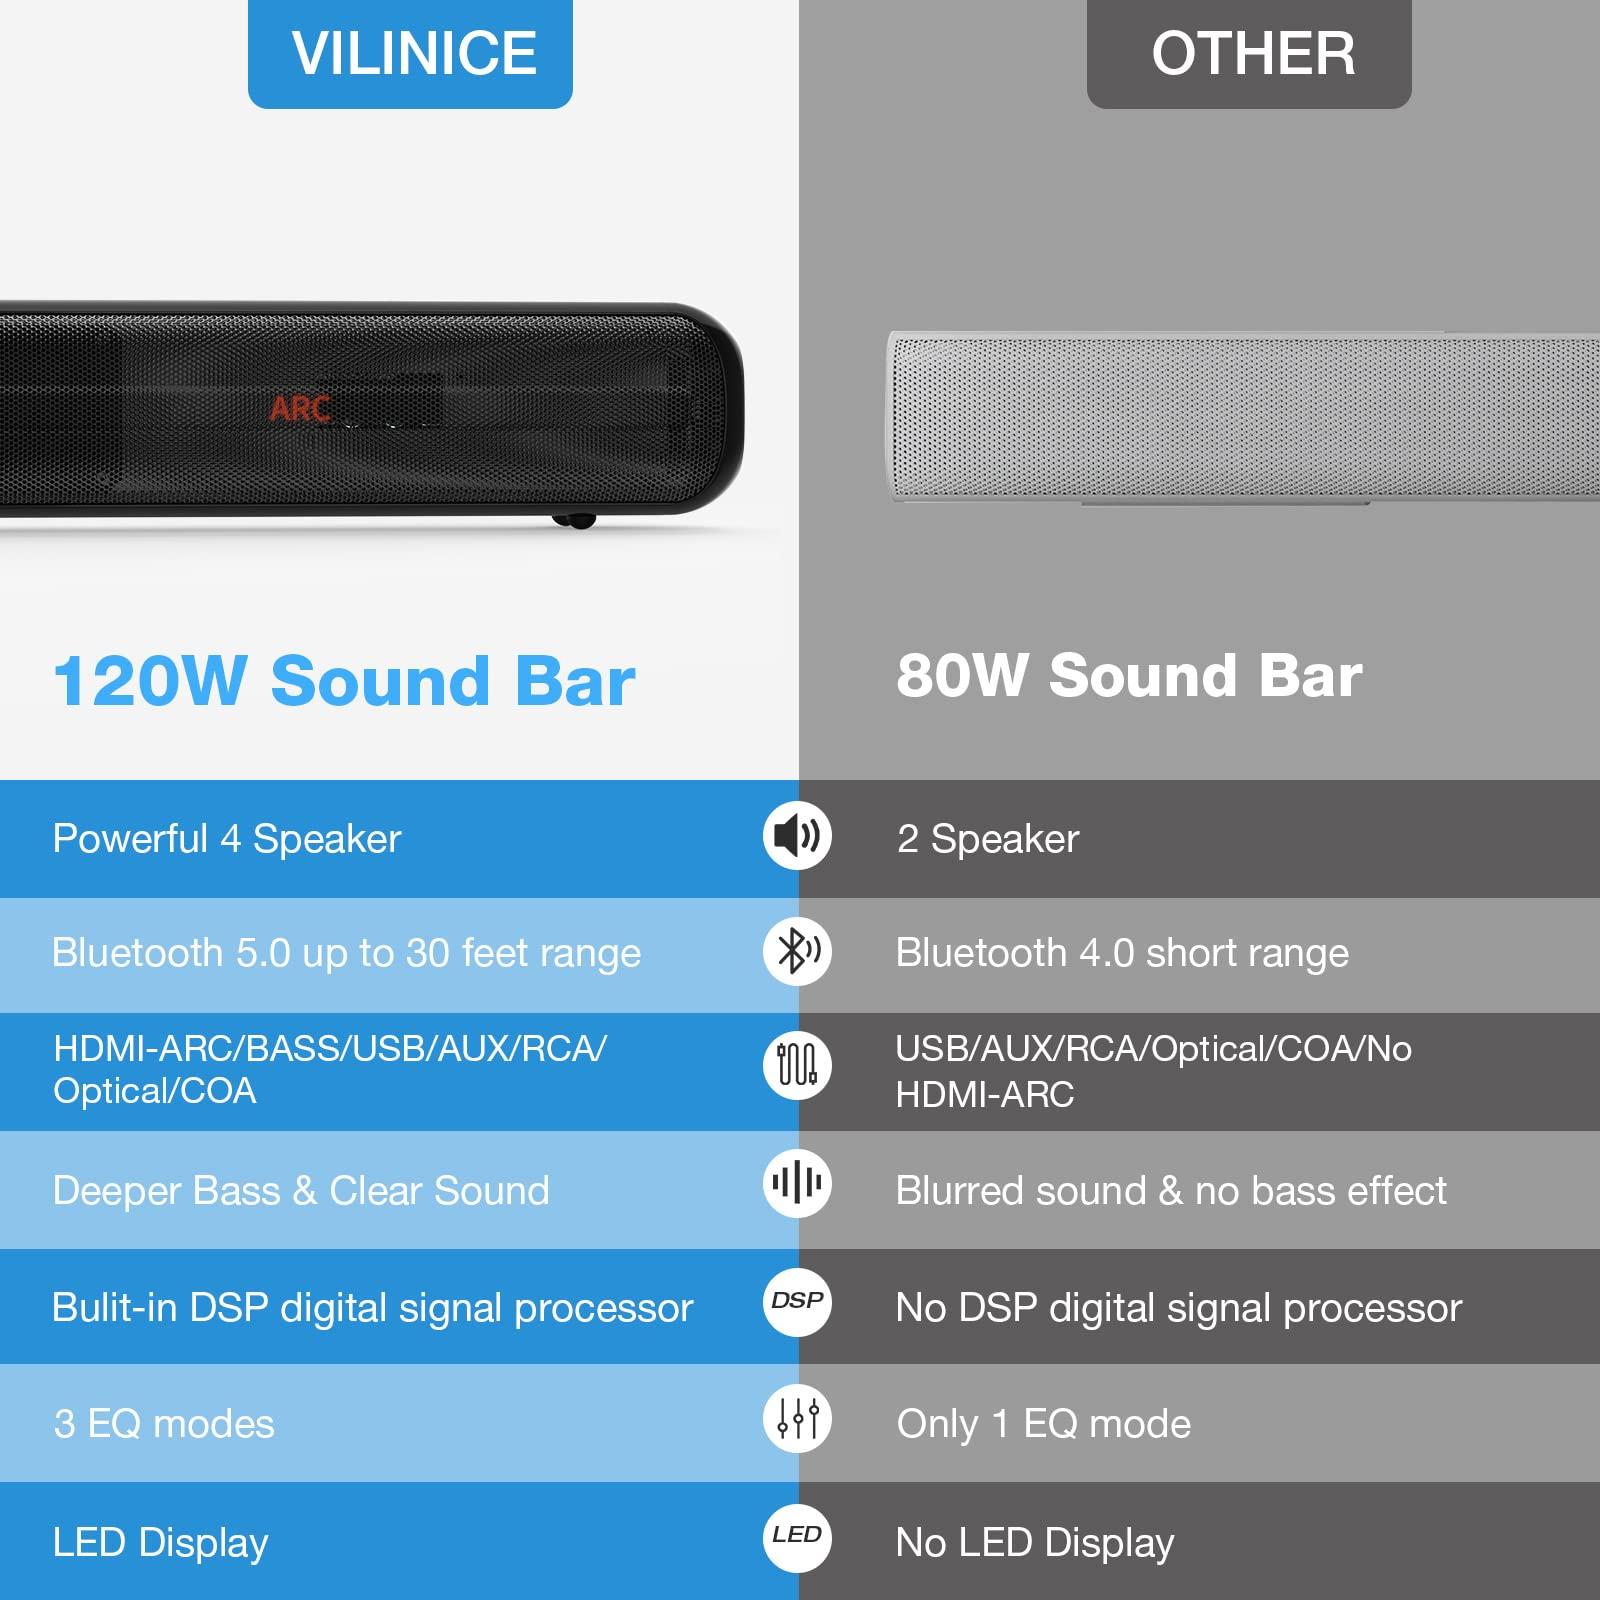 VILINICE
OTHER
ARC
120W Sound Bar
80W Sound Bar
Powerful 4 Speaker
2 Speaker
Bluetooth 5.0 up to 30 feet range
Bluetooth 4.0 short range
HDMI-ARC/BASS/USB/AUX/RCA/
Optical/COA
USB/AUX/RCA/Optical/COA/No
HDMI-ARC
Deeper Bass & Clear Sound
Blurred sound & no bass effect
Bulit-in DSP digital signal processor
DSP
No DSP digital signal processor
3 EQ modes
Only 1 EQ mode
LED Display
LED
No LED Display